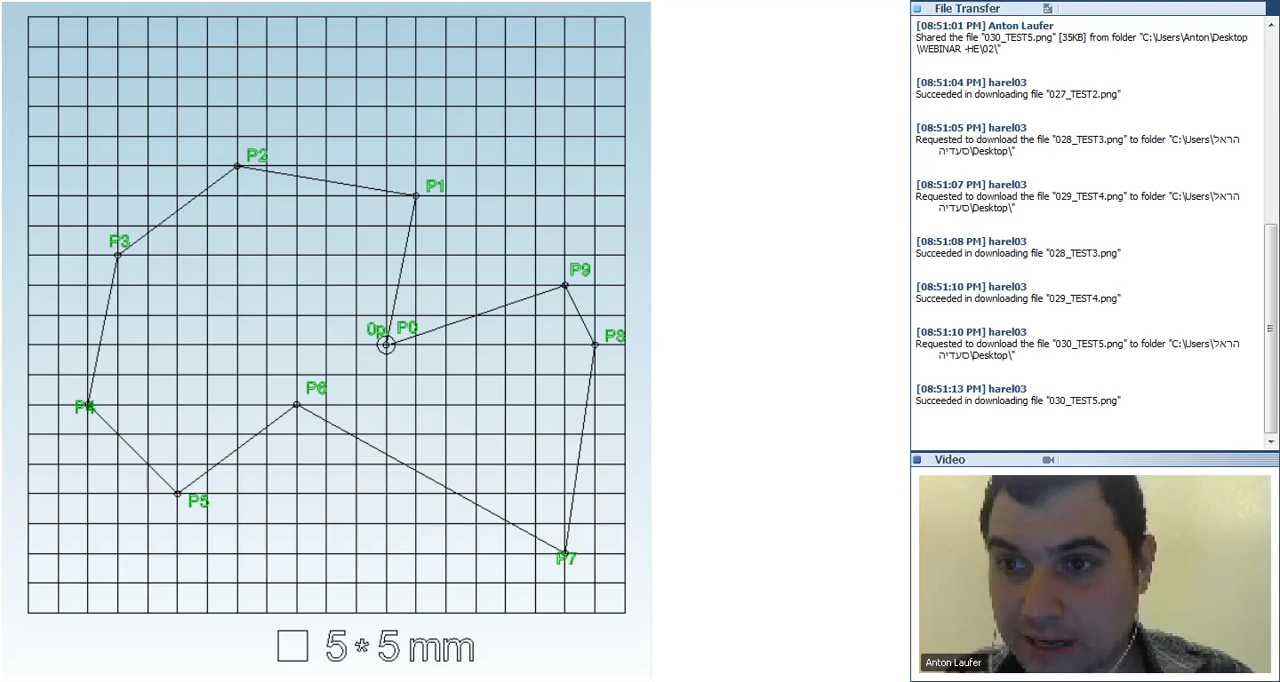 P2
P1
P3
P9
0p P0
P8
P6
P4
P5
P7
5 * 5 mm
File Transfer
[08:51:01 PM] Anton Laufer
Shared the file "030_TEST5.png" [35KB] from folder "C:\Users\Anton\Desktop
\WEBINAR -HE\02\"
[08:51:04 PM] harel03
Succeeded in downloading file "027_TEST2.png"
[08:51:05 PM] harel03
Requested to download the file "028_TEST3.png" to folder "C:\Users\הראל
סעדיה\Desktop\"
[08:51:07 PM] harel03
Requested to download the file "029_TEST4.png" to folder "C:\Users\הראל
סעדיה\Desktop\"
[08:51:08 PM] harel03
Succeeded in downloading file "028_TEST3.png"
[08:51:10 PM] harel03
Succeeded in downloading file "029_TEST4.png"
[08:51:10 PM] harel03
Requested to download the file "030_TEST5.png" to folder "C:\Users\הראל
סעדיה\Desktop\"
[08:51:13 PM] harel03
Succeeded in downloading file "030_TEST5.png"
Video
Anton Laufer